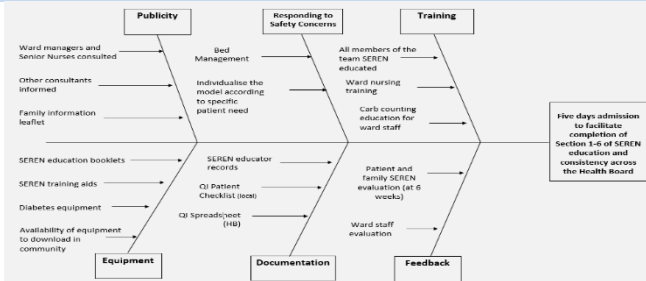 Publicity
Responding to
Safety Concerns
Training
Ward managers and
Senior Nurses consulted
Other consultants
informed
Family information
leaflet
Bed
Management
Individualise the
model according
to specific
patient need
All members of the
team SEREN
educated
Ward nursing
training
Carb counting
education for
ward staff
Five days admission
to facilitate
completion of
Section 1-6 of SEREN
education and
consistency across
the Health Board
SEREN education booklets
SEREN training aids
Diabetes equipment
Availability of equipment
to download in
community
SEREN educator
records
QI Patient
Checklist (local)
QI Spreadsheet
(HB)
Patient and
family SEREN
evaluation (at 6
weeks)
Ward staff
evaluation
Equipment
Documentation
Feedback